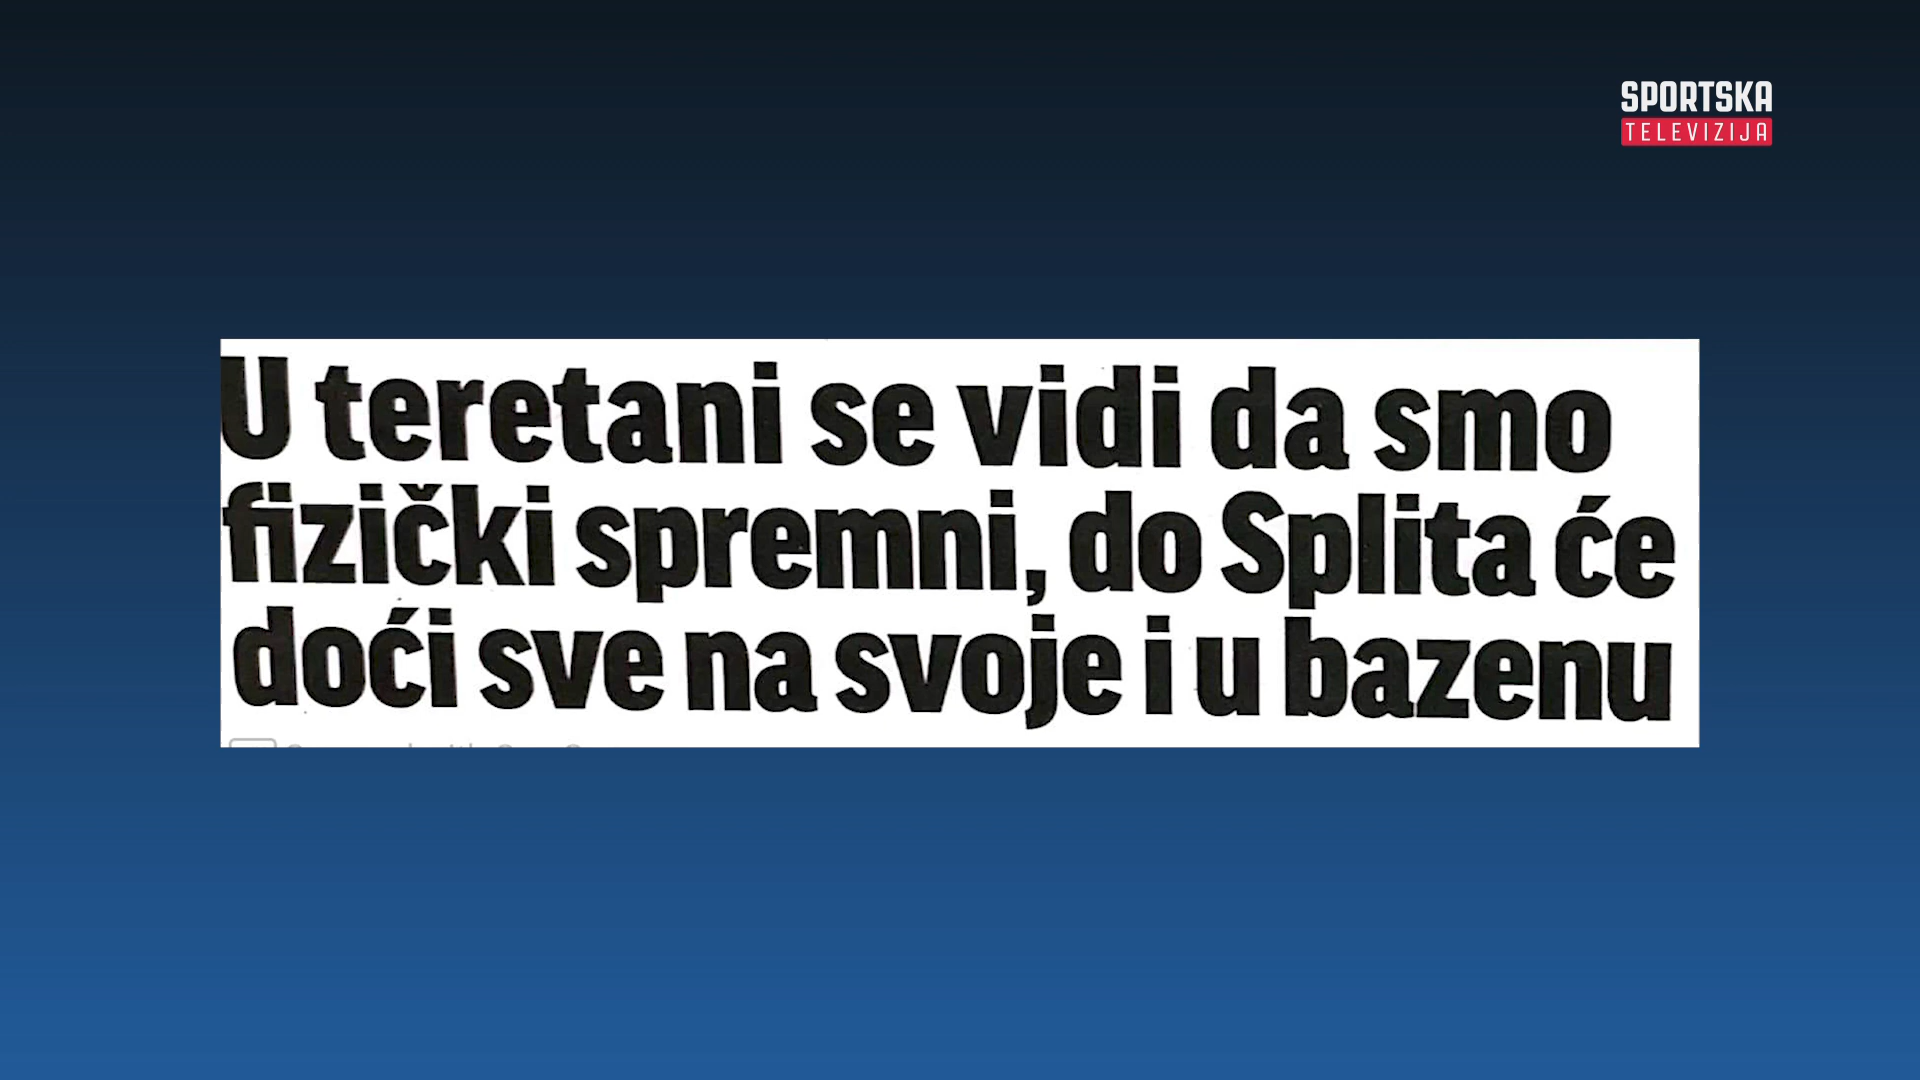 SPORTSKA
TELEVIZIJA
U teretani se vidi da smo
fizički spremni, do Splita će
doći sve na svoje i u bazenu